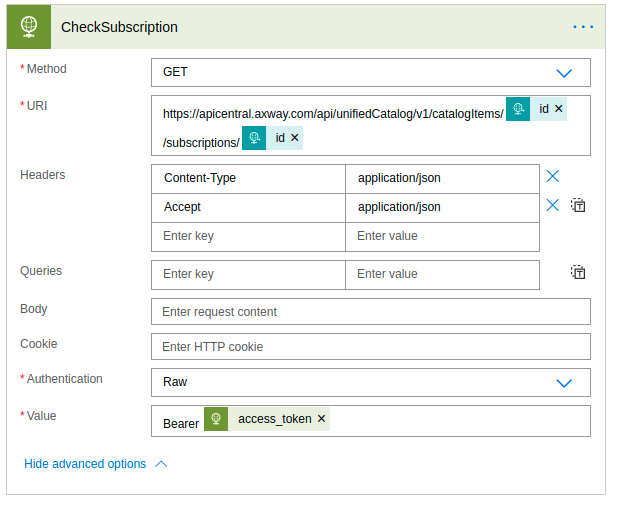 CheckSubscription
* Method
GET
* URI
https://apicentral.axway.com/api/unifiedCatalog/v1/catalogItems/ id ×
/subscriptions/ id ×
Headers
Content-Type application/json
Accept application/json
Enter key Enter value
Queries
Enter key Enter value
Body
Enter request content
Cookie
Enter HTTP cookie
* Authentication
Raw
* Value
Bearer access_token ×
Hide advanced options